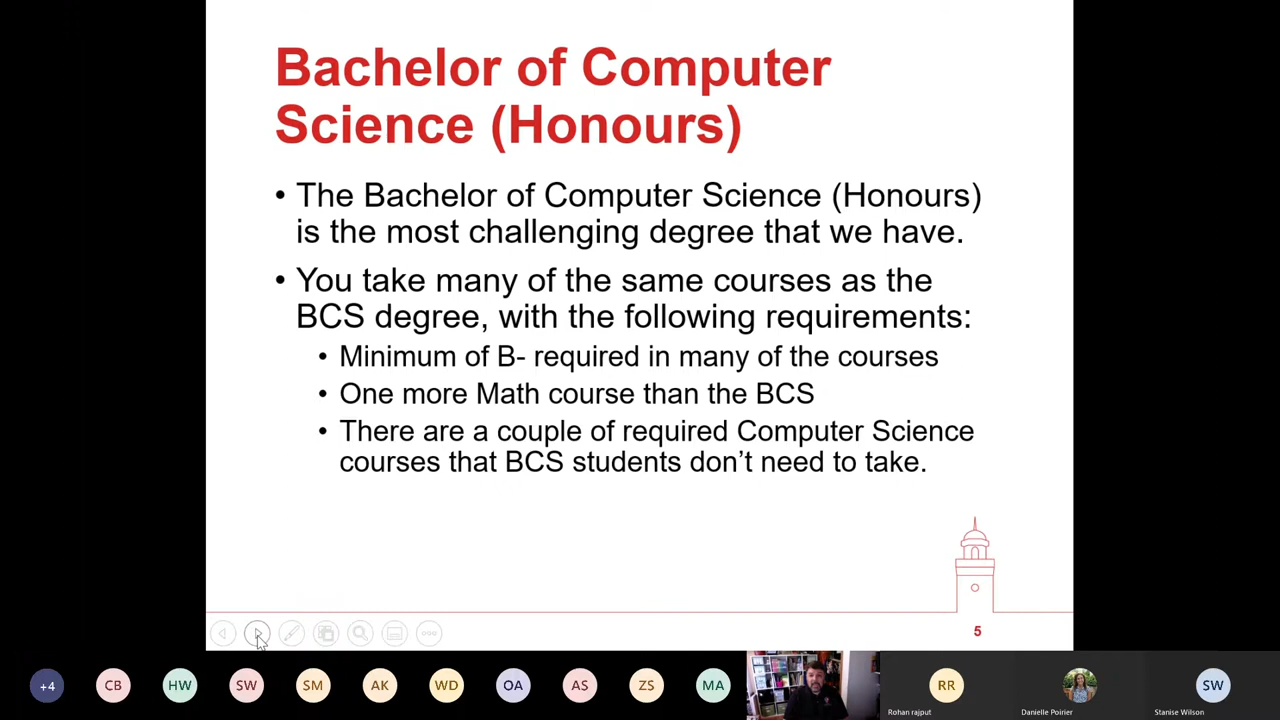 Bachelor of Computer
Science (Honours)
• The Bachelor of Computer Science (Honours)
is the most challenging degree that we have.
• You take many of the same courses as the
BCS degree, with the following requirements:
• Minimum of B- required in many of the courses
• One more Math course than the BCS
• There are a couple of required Computer Science
courses that BCS students don’t need to take.
5
+4 CB HW SW SM AK WD OA AS ZS MA RR SW
Rohan rajput Danielle Poirier Stanise Wilson